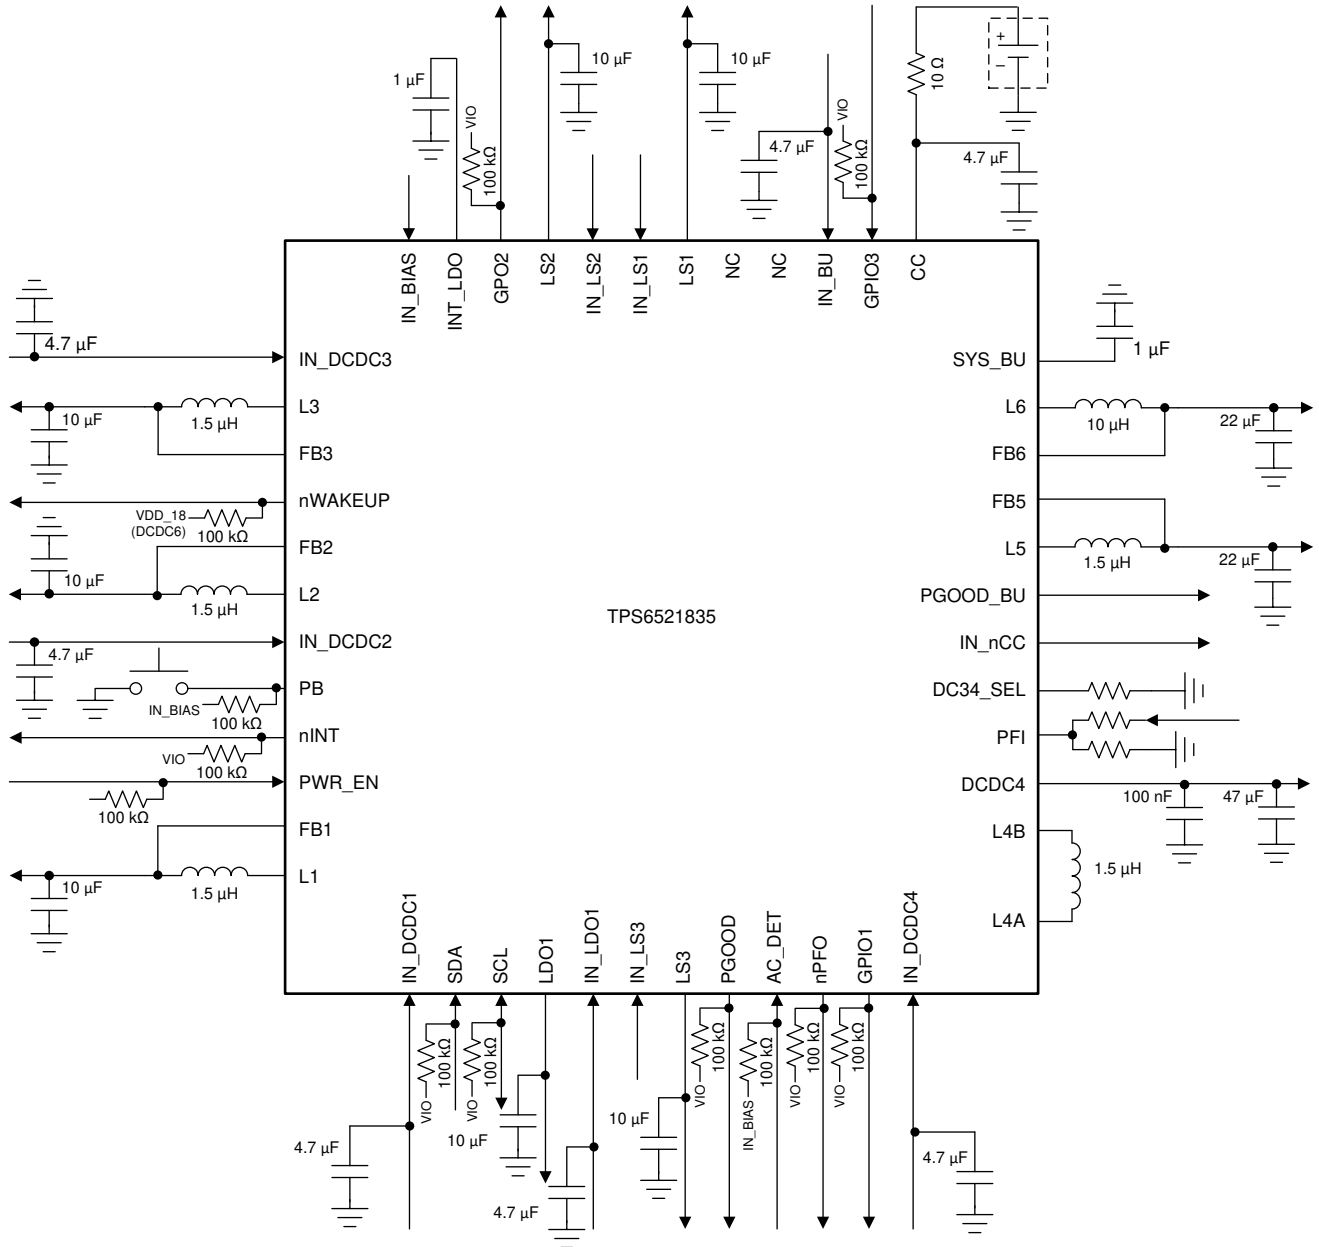 1 µF
VIO
100 kΩ
10 µF
10 µF
4.7 µF
VIO
100 kΩ
10 Ω
+
–
4.7 µF
IN_BIAS
INT_LDO
GPO2
LS2
IN_LS2
IN_LS1
LS1
NC
NC
IN_BU
GPIO3
CC
4.7 µF
IN_DCDC3
10 µF
1.5 µH
L3
FB3
nWAKEUP
VDD_18
(DCDC6)
100 kΩ
FB2
10 µF
1.5 µH
L2
IN_DCDC2
4.7 µF
PB
IN_BIAS
100 kΩ
nINT
VIO
100 kΩ
PWR_EN
100 kΩ
FB1
10 µF
1.5 µH
L1
TPS6521835
SYS_BU
1 µF
L6
10 µH
22 µF
FB6
FB5
L5
1.5 µH
22 µF
PGOOD_BU
IN_nCC
DC34_SEL
PFI
DCDC4
100 nF
47 µF
L4B
1.5 µH
L4A
IN_DCDC1
SDA
SCL
LDO1
IN_LDO1
IN_LS3
LS3
PGOOD
AC_DET
nPFO
GPIO1
IN_DCDC4
4.7 µF
VIO
100 kΩ
VIO
100 kΩ
10 µF
4.7 µF
10 µF
VIO
100 kΩ
IN_BIAS
100 kΩ
VIO
100 kΩ
VIO
100 kΩ
4.7 µF